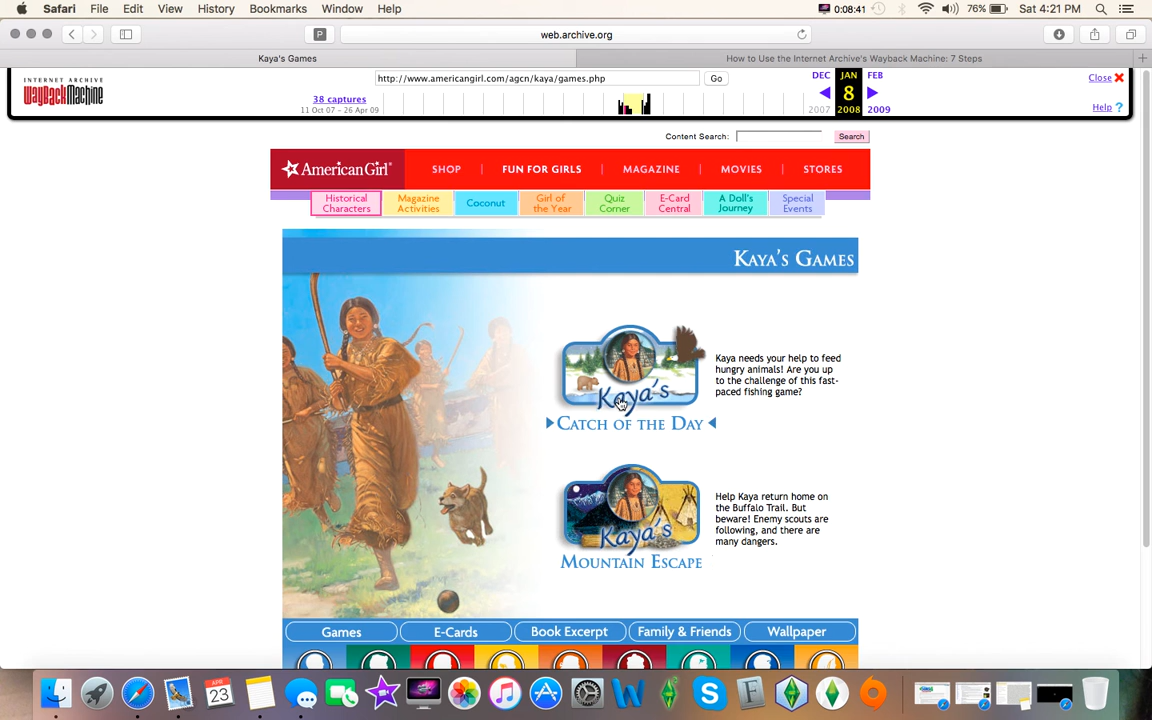 Safari File Edit View History Bookmarks Window Help 0:08:41 76% Sat 4:21 PM
P web.archive.org
Kaya's Games How to Use the Internet Archive's Wayback Machine: 7 Steps
INTERNET ARCHIVE
WayBackMachine
http://www.americangirl.com/agcn/kaya/games.php Go
38 captures
11 Oct 07 - 26 Apr 09
DEC JAN FEB
8
2007 2008 2009
Close
Help ?
Content Search: Search
American Girl® SHOP | FUN FOR GIRLS | MAGAZINE | MOVIES | STORES
Historical Characters
Magazine Activities
Coconut
Girl of the Year
Quiz Corner
E-Card Central
A Doll's Journey
Special Events
Kaya's Games
Kaya's
Catch of the Day
Kaya needs your help to feed
hungry animals! Are you up
to the challenge of this fast-
paced fishing game?
Kaya's
Mountain Escape
Help Kaya return home on
the Buffalo Trail. But
beware! Enemy scouts are
following, and there are
many dangers.
Games E-Cards Book Excerpt Family & Friends Wallpaper
APR
23